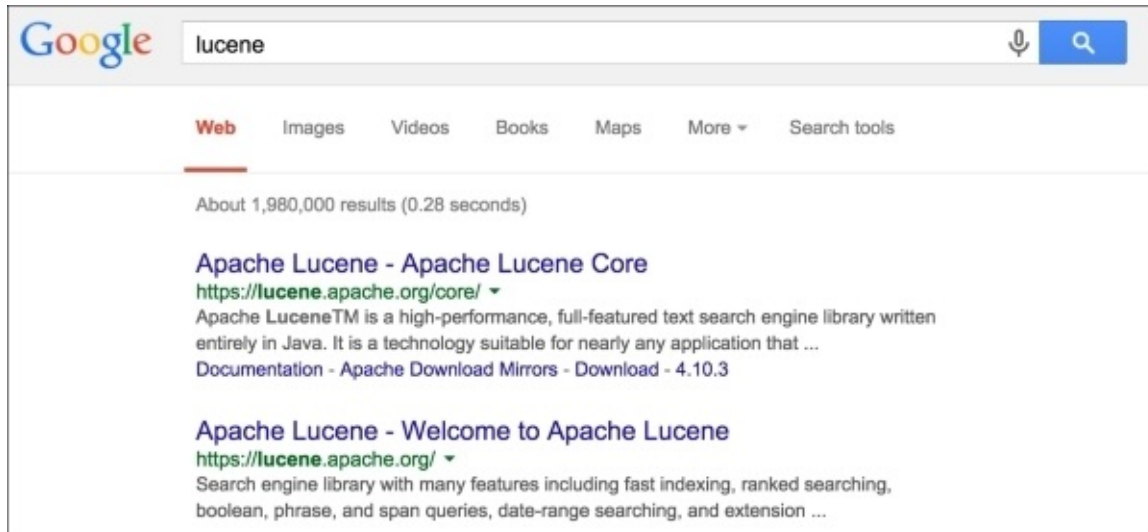 Google lucene
Web Images Videos Books Maps More Search tools
About 1,980,000 results (0.28 seconds)
Apache Lucene - Apache Lucene Core
https://lucene.apache.org/core/
Apache LuceneTM is a high-performance, full-featured text search engine library written
entirely in Java. It is a technology suitable for nearly any application that ...
Documentation - Apache Download Mirrors - Download - 4.10.3
Apache Lucene - Welcome to Apache Lucene
https://lucene.apache.org/
Search engine library with many features including fast indexing, ranked searching,
boolean, phrase, and span queries, date-range searching, and extension ...